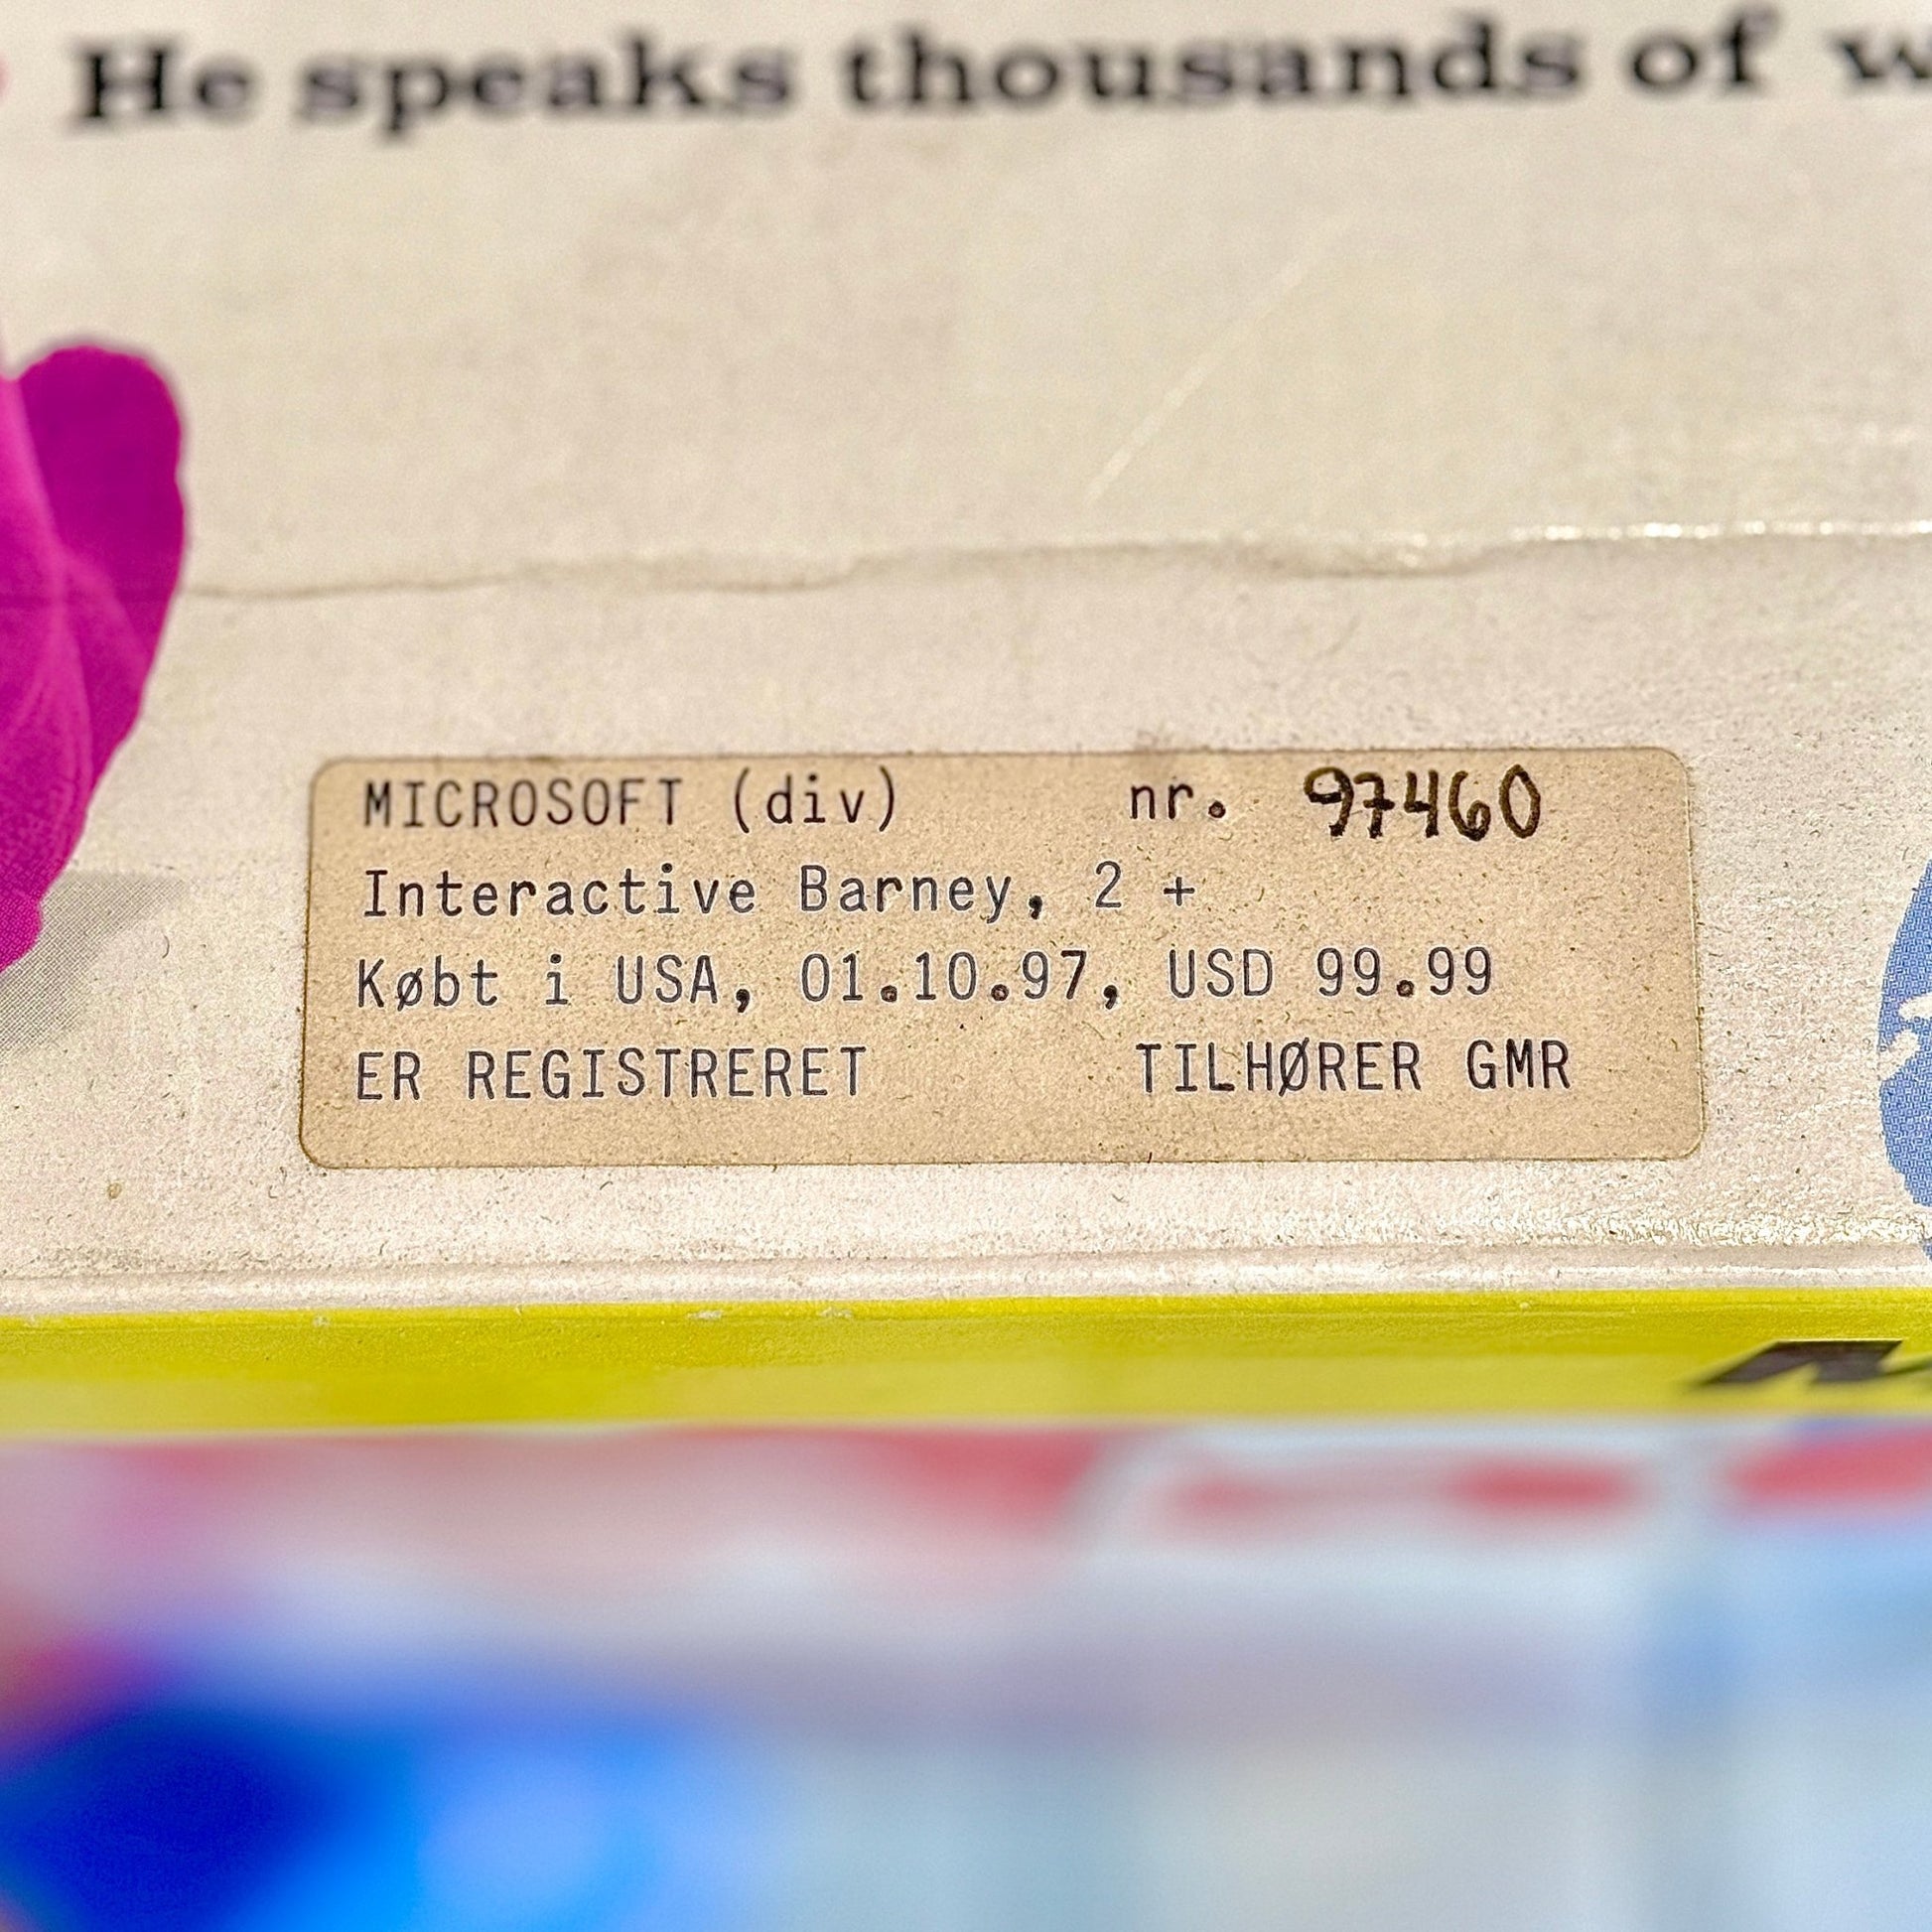 He speaks thousands of
MICROSOFT (div) nr. 97460
Interactive Barney, 2 +
Købt i USA, 01.10.97, USD 99.99
ER REGISTRERET TILHØRER GMR